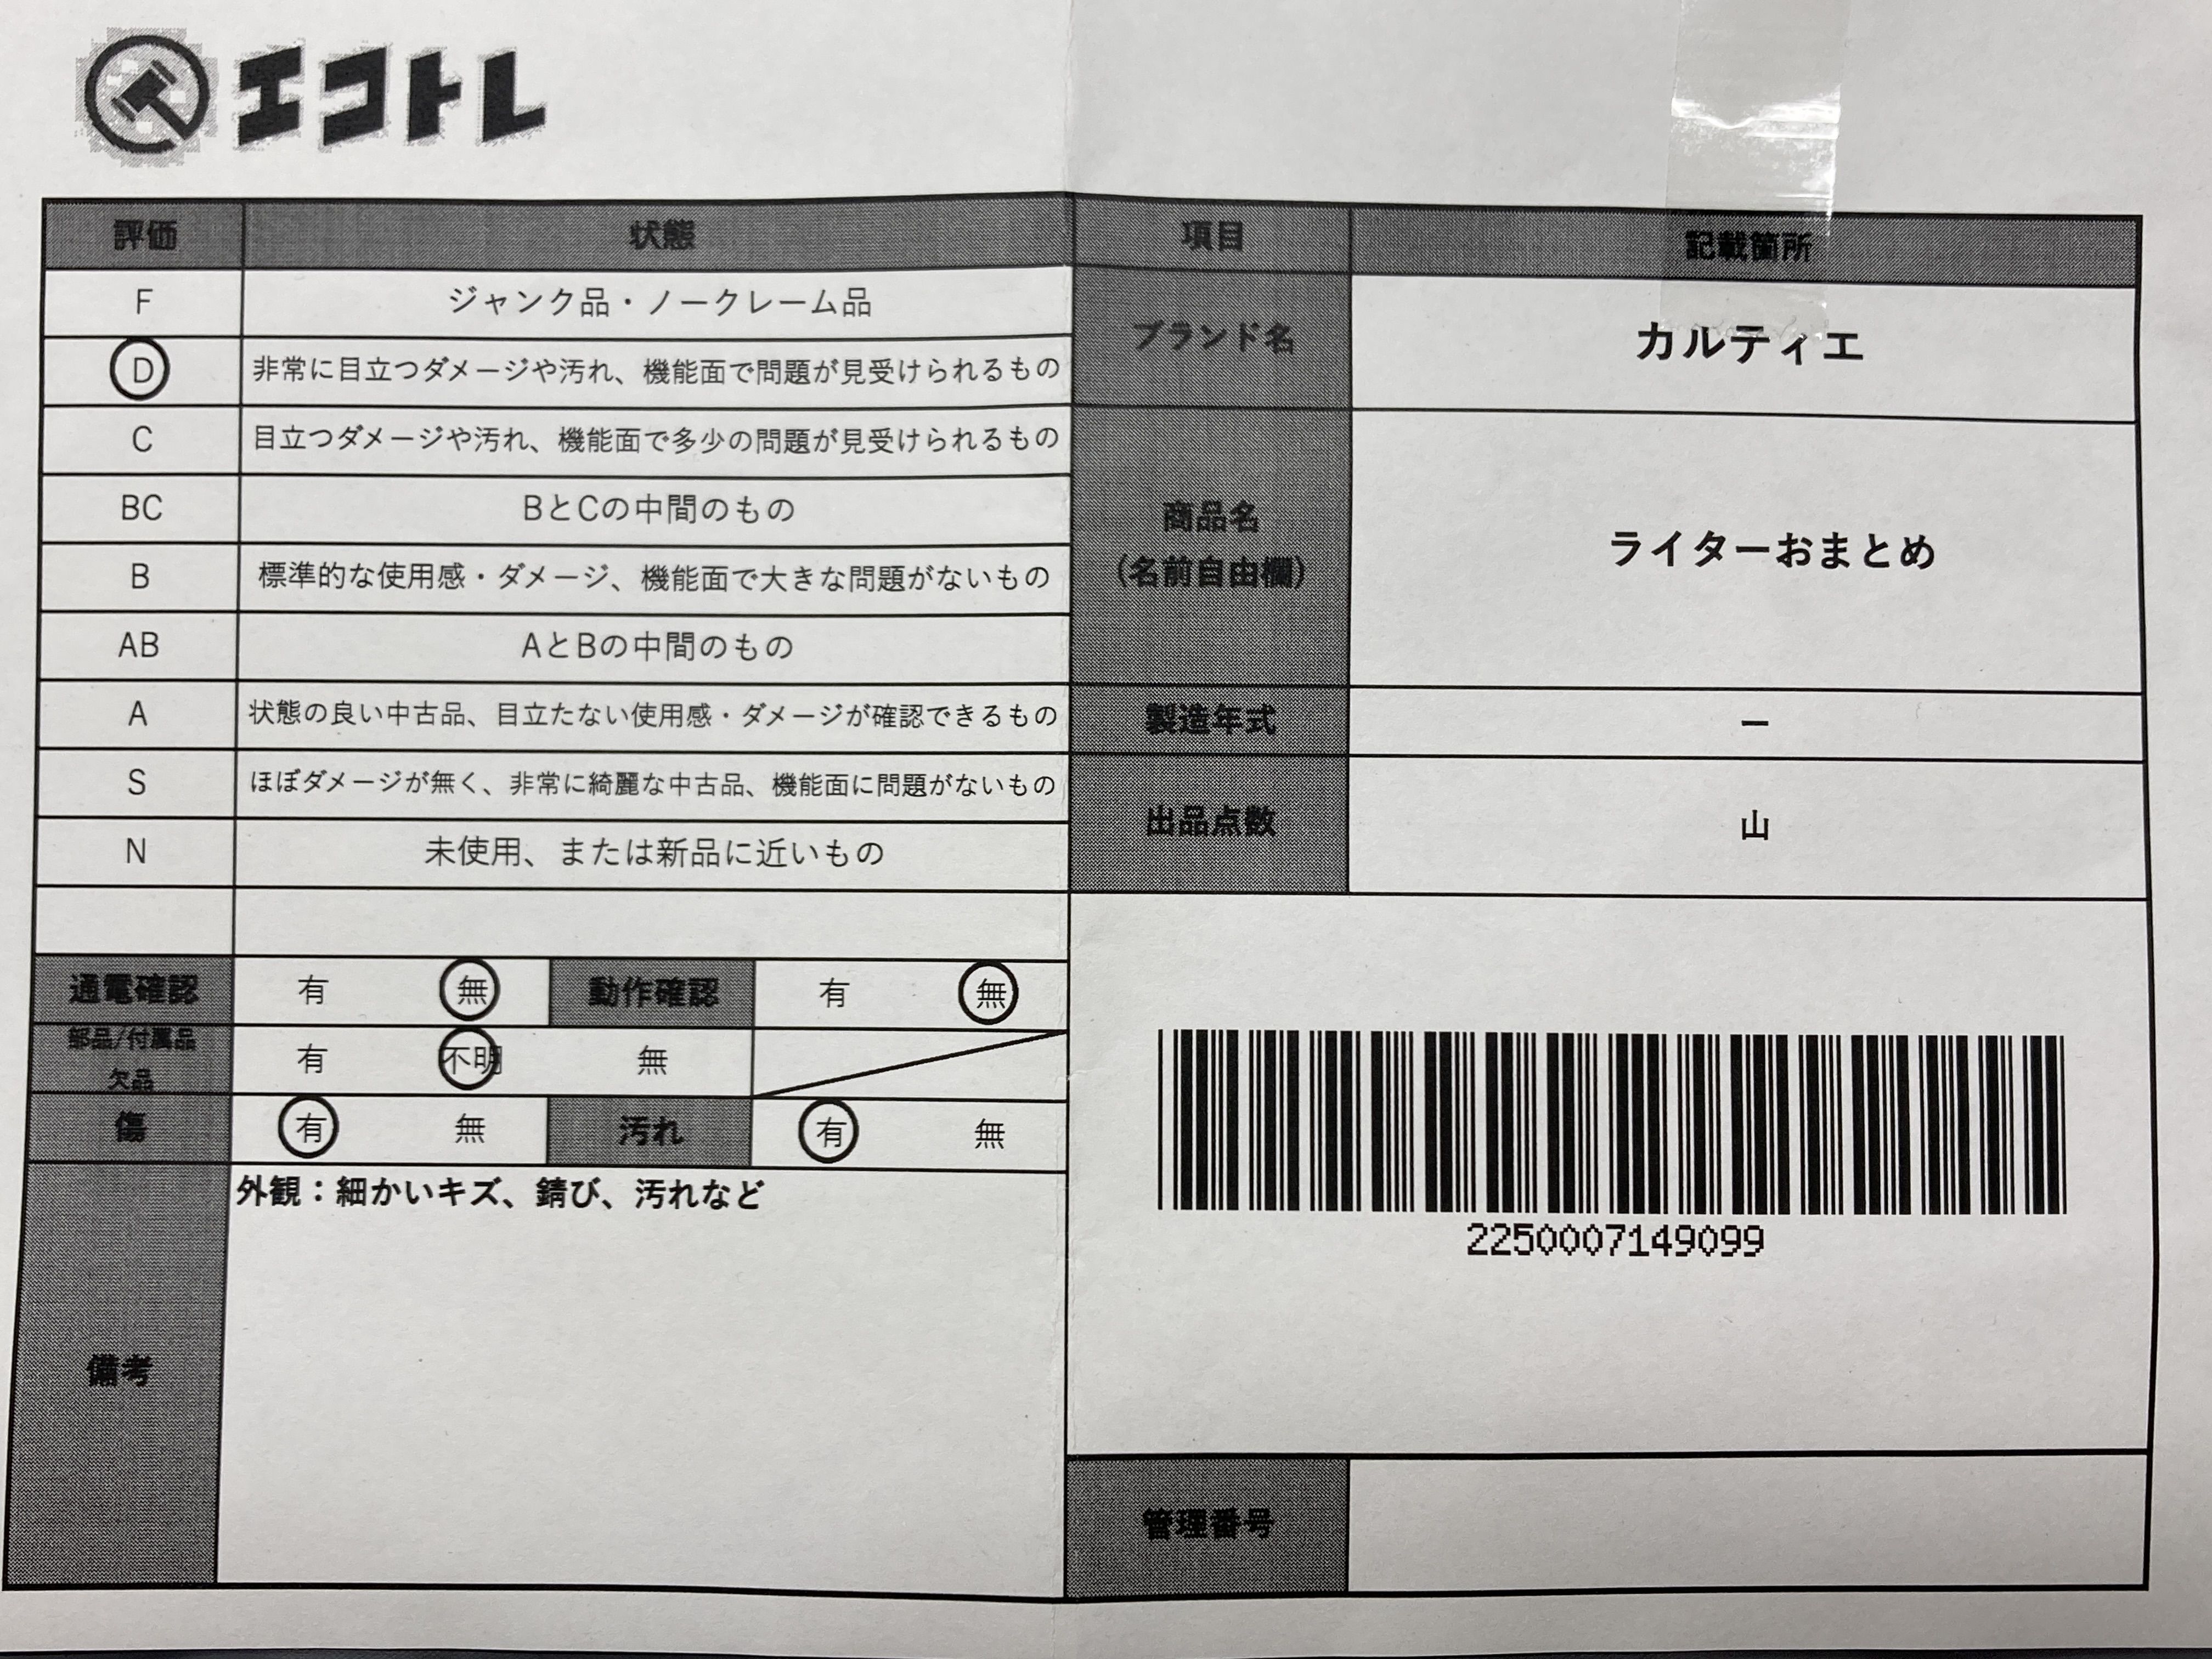 エコトレ
評価 状態
F ジャンク品・ノークレーム品
D 非常に目立つダメージや汚れ、機能面で問題が見受けられるもの
C 目立つダメージや汚れ、機能面で多少の問題が見受けられるもの
BC BとCの中間のもの
B 標準的な使用感・ダメージ、機能面で大きな問題がないもの
AB AとBの中間のもの
A 状態の良い中古品、目立たない使用感・ダメージが確認できるもの
S ほぼダメージが無く、非常に綺麗な中古品、機能面に問題がないもの
N 未使用、または新品に近いもの
通電確認 有 無 動作確認 有 無
部品/付属品
欠品 有 不明 無
傷 有 無 汚れ 有 無
備考 外観：細かいキズ、錆び、汚れなど
項目 記載箇所
ブランド名 カルティエ
商品名
(名前自由欄) ライターおまとめ
製造年式 ー
出品点数 山
2250007149099
管理番号